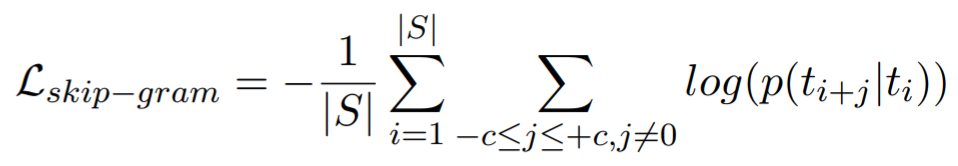 $\mathcal{L}_{skip-gram} = -\frac{1}{|S|} \sum_{i=1}^{|S|} \sum_{-c \leq j \leq +c, j \neq 0} log(p(t_{i+j}|t_i))$